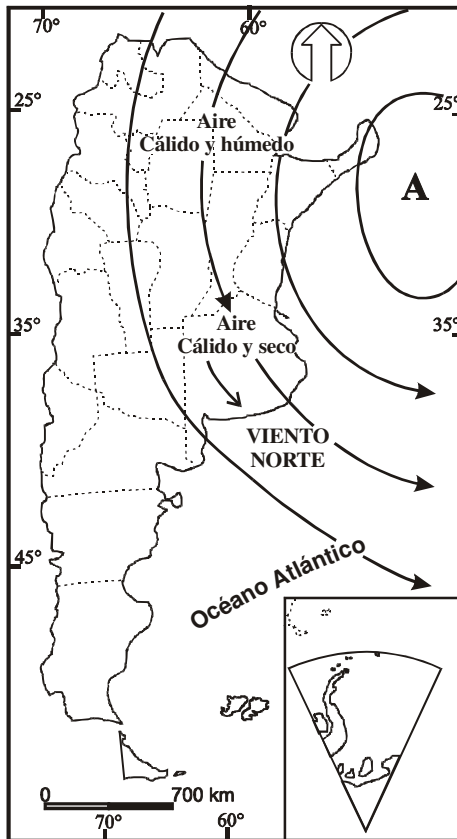 70° 60°
25° 25°
Aire
Cálido y húmedo
A
35° 35°
Aire
Cálido y seco
VIENTO
NORTE
45°
Océano Atlántico
0 700 km
70° 60°